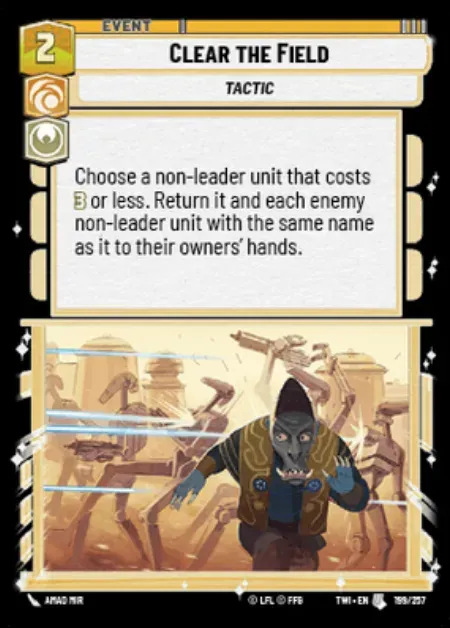 EVENT
2
CLEAR THE FIELD
TACTIC
Choose a non-leader unit that costs
3 or less. Return it and each enemy
non-leader unit with the same name
as it to their owners' hands.
AMAD MIR
© LFL © FFG
TWI • EN
199/257